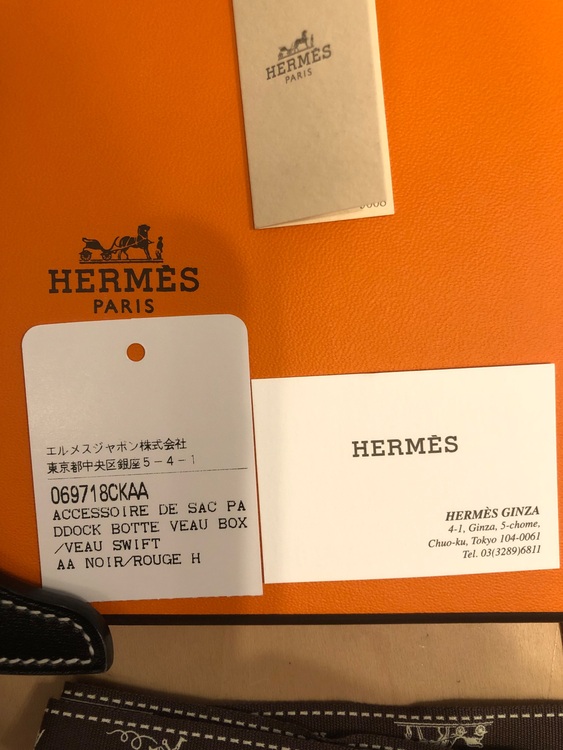 HERMÈS
PARIS
HERMÈS
PARIS
エルメスジャポン株式会社
東京都中央区銀座5-4-1
069718CKAA
ACCESSOIRE DE SAC PA
DDOCK BOTTE VEAU BOX
/VEAU SWIFT
AA NOIR/ROUGE H
HERMÈS
HERMÈS GINZA
4-1, Ginza, 5-chome,
Chuo-ku, Tokyo 104-0061
Tel. 03(3289)6811